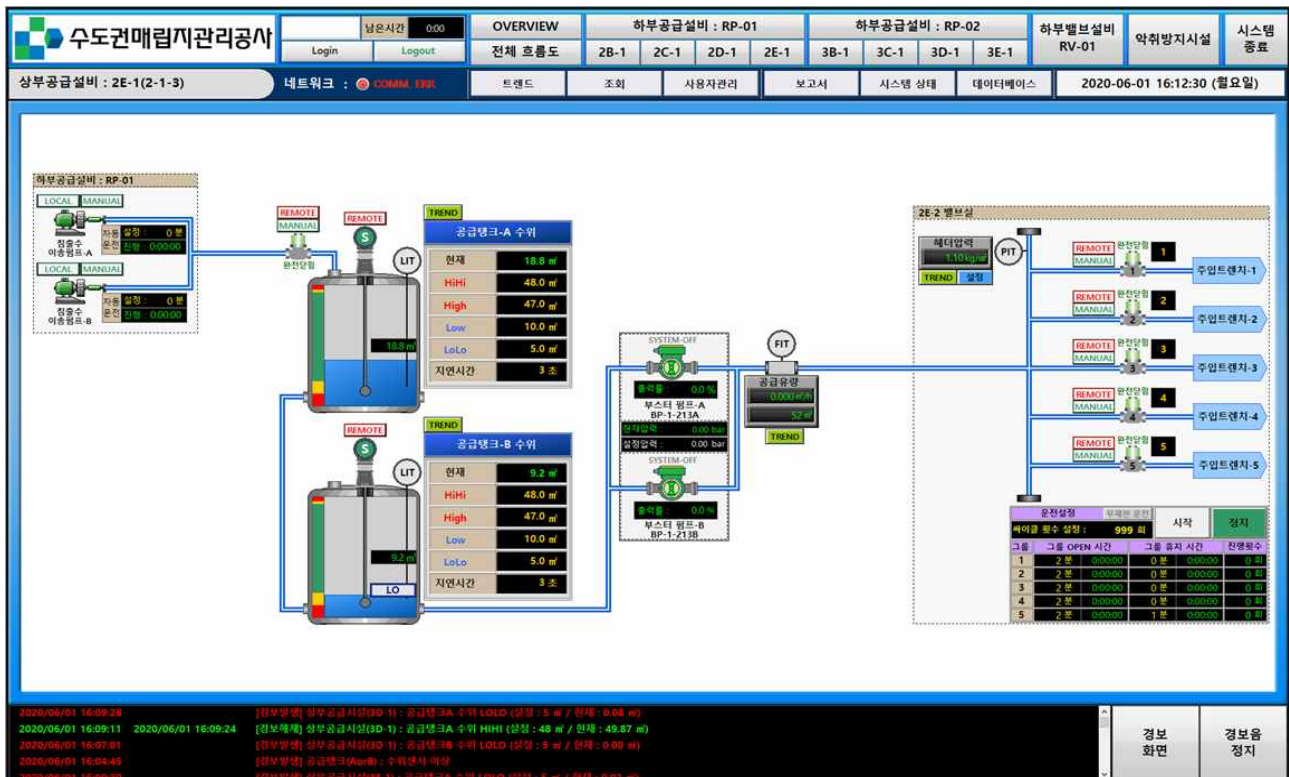 수도권매립지관리공사
남은시간 0:00
Login Logout
OVERVIEW
전체 흐름도
하부공급설비 : RP-01
2B-1 2C-1 2D-1 2E-1
하부공급설비 : RP-02
3B-1 3C-1 3D-1 3E-1
하부밸브설비
RV-01
악취방지시설
시스템
종료
상부공급설비 : 2E-1(2-1-3)
네트워크 : COMM. ERR
트렌드 조회 사용자관리 보고서 시스템 상태 데이터베이스
2020-06-01 16:12:30 (월요일)
하부공급설비 : RP-01
LOCAL MANUAL
침출수
이송펌프-A
자동 설정 : 0 분
운전 진행 : 0:00:00
LOCAL MANUAL
침출수
이송펌프-B
자동 설정 : 0 분
운전 진행 : 0:00:00
REMOTE
MANUAL
완전닫힘
REMOTE
S
LIT
18.8 ㎥
TREND
공급탱크-A 수위
현재 18.8 ㎥
HiHi 48.0 ㎥
High 47.0 ㎥
Low 10.0 ㎥
LoLo 5.0 ㎥
지연시간 3 초
REMOTE
S
LIT
9.2 ㎥
LO
TREND
공급탱크-B 수위
현재 9.2 ㎥
HiHi 48.0 ㎥
High 47.0 ㎥
Low 10.0 ㎥
LoLo 5.0 ㎥
지연시간 3 초
SYSTEM-OFF
출력률 : 0.0 %
부스터 펌프-A
BP-1-213A
현재압력 : 0.00 bar
설정압력 : 0.00 bar
SYSTEM-OFF
출력률 : 0.0 %
부스터 펌프-B
BP-1-213B
FIT
공급유량
0.000 ㎥/h
52 ㎥
TREND
2E-2 밸브실
헤더압력
1.10 kg/㎠
TREND 설정
PIT
REMOTE 완전닫힘 1
MANUAL
1
주입트렌치-1
REMOTE 완전닫힘 2
MANUAL
2
주입트렌치-2
REMOTE 완전닫힘 3
MANUAL
3
주입트렌치-3
REMOTE 완전닫힘 4
MANUAL
4
주입트렌치-4
REMOTE 완전닫힘 5
MANUAL
5
주입트렌치-5
운전설정 무제한 운전
싸이클 횟수 설정 : 999 회
시작 정지
그룹 그룹 OPEN 시간 그룹 휴지 시간 진행횟수
1 2 분 0:00:00 0 분 0:00:00 0 회
2 2 분 0:00:00 0 분 0:00:00 0 회
3 2 분 0:00:00 0 분 0:00:00 0 회
4 2 분 0:00:00 0 분 0:00:00 0 회
5 2 분 0:00:00 1 분 0:00:00 0 회
2020/06/01 16:09:28 [경보발생] 상부공급시설(3D-1) : 공급탱크A 수위 LOLO (설정 : 5 ㎥ / 현재 : 0.08 ㎥)
2020/06/01 16:09:11 2020/06/01 16:09:24 [경보해제] 상부공급시설(3D-1) : 공급탱크A 수위 HIHI (설정 : 48 ㎥ / 현재 : 49.87 ㎥)
2020/06/01 16:07:01 [경보발생] 상부공급시설(3D-1) : 공급탱크B 수위 LOLO (설정 : 5 ㎥ / 현재 : 0.00 ㎥)
2020/06/01 16:04:45 [경보발생] 공급탱크(AorB) : 수위센서 이상
경보
화면
경보음
정지